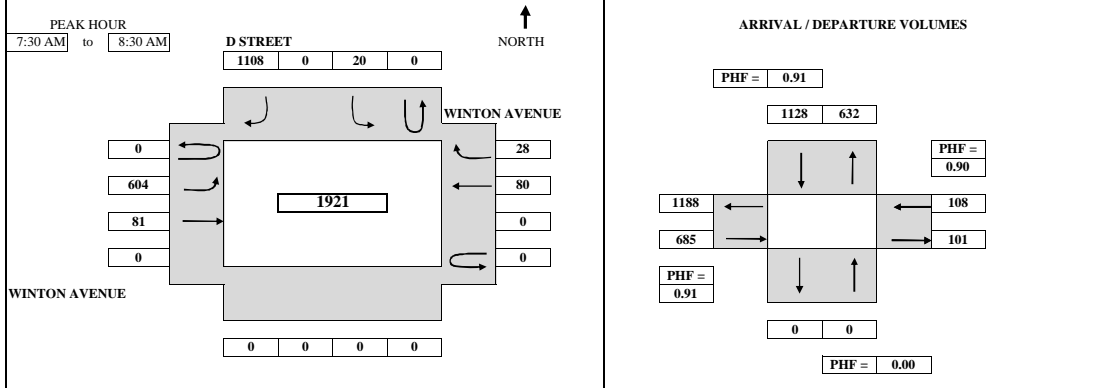 PEAK HOUR
7:30 AM to 8:30 AM
D STREET
1108 0 20 0
NORTH
WINTON AVENUE
0
604
81
0
1921
28
80
0
0
WINTON AVENUE
0 0 0 0
ARRIVAL / DEPARTURE VOLUMES
PHF = 0.91
1128 632
PHF =
0.90
1188
685
108
101
PHF =
0.91
0 0
PHF = 0.00